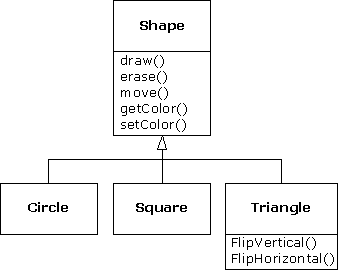 Shape
draw()
erase()
move()
getColor()
setColor()
Circle
Square
Triangle
FlipVertical()
FlipHorizontal()